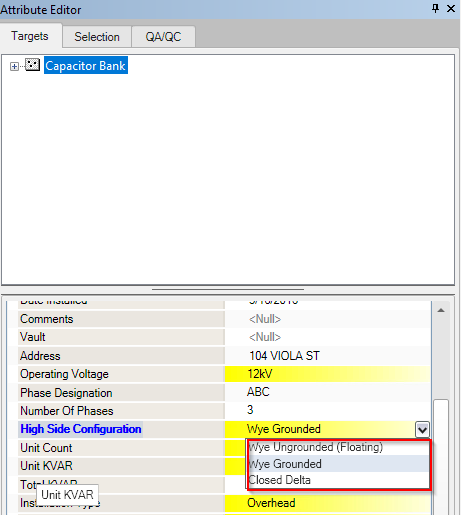 Attribute Editor
Targets Selection QA/QC
Capacitor Bank
Comments <Null>
Vault <Null>
Address 104 VIOLA ST
Operating Voltage 12kV
Phase Designation ABC
Number Of Phases 3
High Side Configuration Wye Grounded
Unit Count Wye Ungrounded (Floating)
Unit KVAR Wye Grounded
Closed Delta
Unit KVAR
Installation Type Overhead